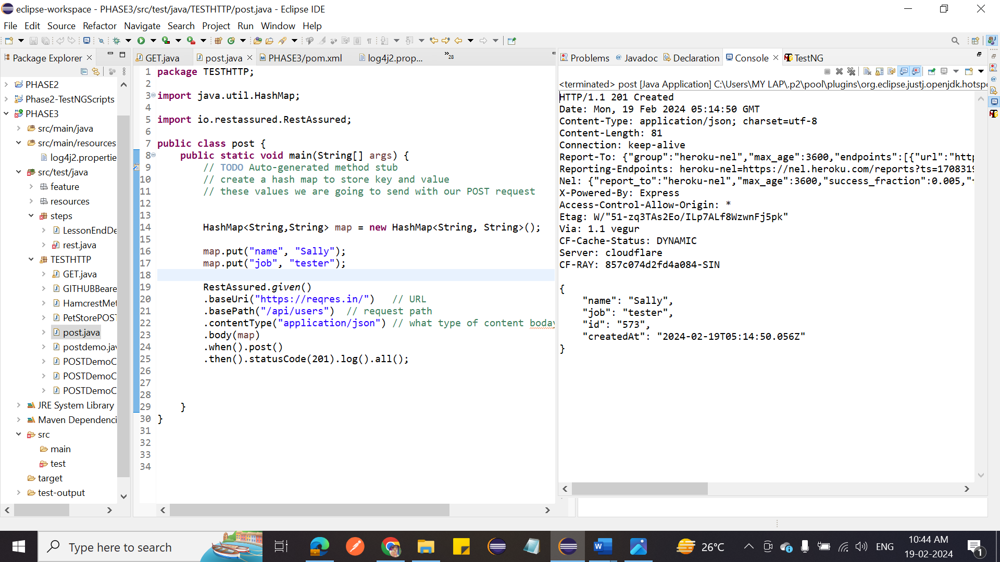 eclipse-workspace - PHASE3/src/test/java/TESTHTTP/post.java - Eclipse IDE
File Edit Source Refactor Navigate Search Project Run Window Help
Package Explorer
PHASE2
Phase2-TestNGScripts
PHASE3
src/main/java
src/main/resources
log4j2.propertie
src/test/java
feature
resources
steps
LessonEndDe
rest.java
TESTHTTP
GET.java
GITHUBBeare
HamcrestMet
PetStorePOST
post.java
postdemo.jav
POSTDemoC
POSTDemoC
POSTDemoC
JRE System Library
Maven Dependenci
src
main
test
target
test-output
GET.java post.java PHASE3/pom.xml log4j2.prop... »28
1 package TESTHTTP;
2
3 import java.util.HashMap;
4
5 import io.restassured.RestAssured;
6
7 public class post {
8 public static void main(String[] args) {
9 // TODO Auto-generated method stub
10 // create a hash map to store key and value
11 // these values we are going to send with our POST request
12
13
14 HashMap<String,String> map = new HashMap<String, String>();
15
16 map.put("name", "Sally");
17 map.put("job", "tester");
18
19 RestAssured.given()
20 .baseUri("https://reqres.in/") // URL
21 .basePath("/api/users") // request path
22 .contentType("application/json") // what type of content boday
23 .body(map)
24 .when().post()
25 .then().statusCode(201).log().all();
26
27
28
29 }
30 }
31
32
33
34
Problems Javadoc Declaration Console TestNG
<terminated> post [Java Application] C:\Users\MY LAP\.p2\pool\plugins\org.eclipse.justj.openjdk.hotspo
HTTP/1.1 201 Created
Date: Mon, 19 Feb 2024 05:14:50 GMT
Content-Type: application/json; charset=utf-8
Content-Length: 81
Connection: keep-alive
Report-To: {"group":"heroku-nel","max_age":3600,"endpoints":[{"url":"http
Reporting-Endpoints: heroku-nel=https://nel.heroku.com/reports?ts=1708319
Nel: {"report_to":"heroku-nel","max_age":3600,"success_fraction":0.005,"
X-Powered-By: Express
Access-Control-Allow-Origin: *
Etag: W/"51-zq3TAs2Eo/ILp7ALf8WzwnFj5pk"
Via: 1.1 vegur
CF-Cache-Status: DYNAMIC
Server: cloudflare
CF-RAY: 857c074d2fd4a084-SIN
{
"name": "Sally",
"job": "tester",
"id": "573",
"createdAt": "2024-02-19T05:14:50.056Z"
}
Type here to search
26°C
ENG
10:44 AM
19-02-2024
1